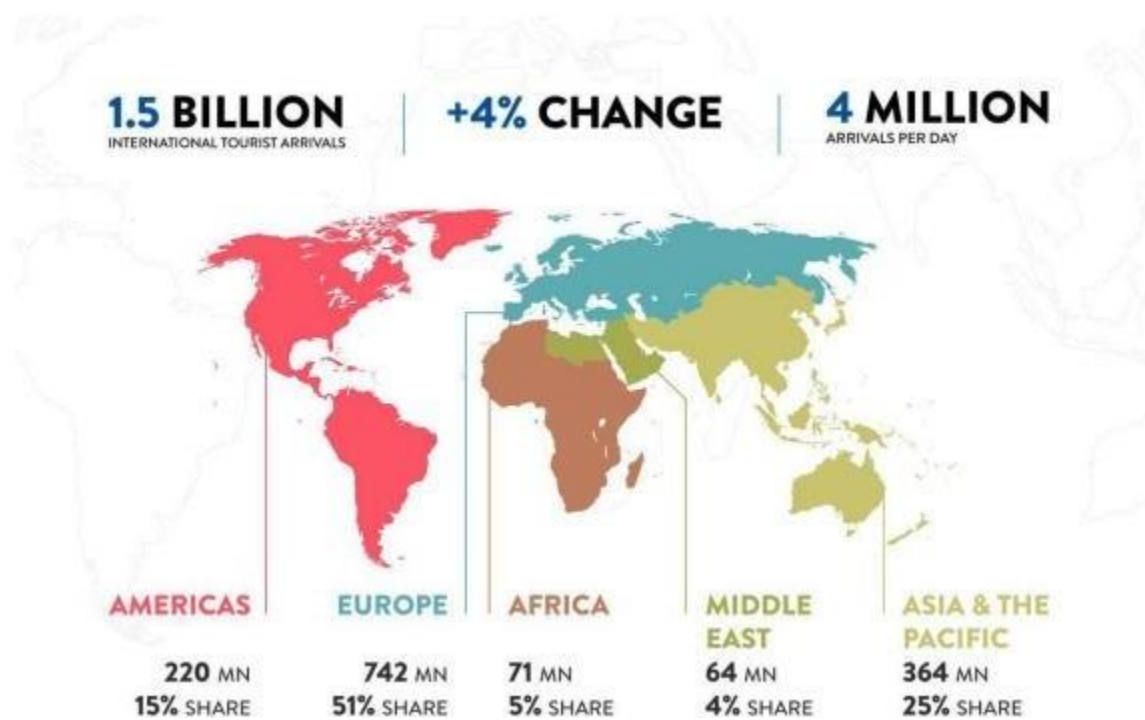 1.5 BILLION
INTERNATIONAL TOURIST ARRIVALS
+4% CHANGE
4 MILLION
ARRIVALS PER DAY
AMERICAS
220 MN
15% SHARE
EUROPE
742 MN
51% SHARE
AFRICA
71 MN
5% SHARE
MIDDLE
EAST
64 MN
4% SHARE
ASIA & THE
PACIFIC
364 MN
25% SHARE